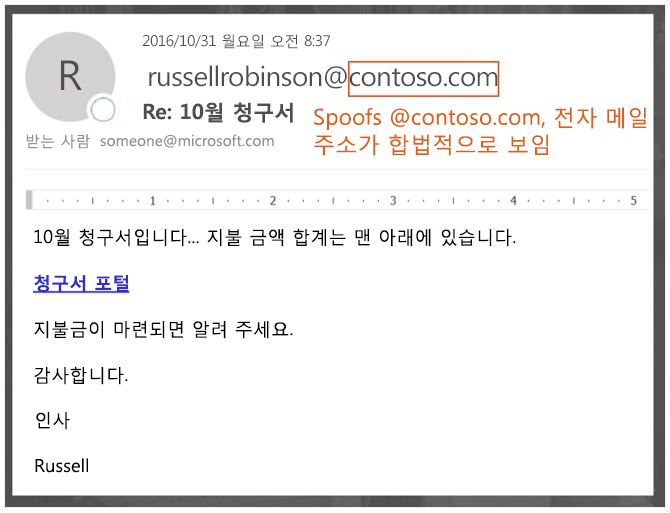 R
2016/10/31 월요일 오전 8:37
russellrobinson@contoso.com
Re: 10월 청구서
Spoofs @contoso.com, 전자 메일
주소가 합법적으로 보임
받는 사람 someone@microsoft.com
1 2 3 4 5
10월 청구서입니다... 지불 금액 합계는 맨 아래에 있습니다.
청구서 포털
지불금이 마련되면 알려 주세요.
감사합니다.
인사
Russell